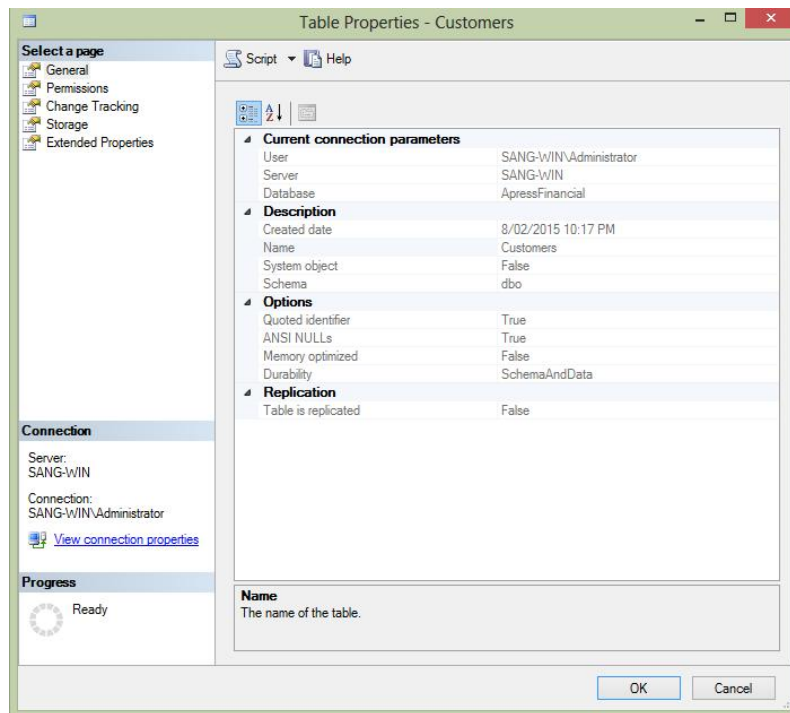 Table Properties - Customers
Select a page
General
Permissions
Change Tracking
Storage
Extended Properties
Script Help
Current connection parameters
User SANG-WIN\Administrator
Server SANG-WIN
Database ApressFinancial
Description
Created date 8/02/2015 10:17 PM
Name Customers
System object False
Schema dbo
Options
Quoted identifier True
ANSI NULLs True
Memory optimized False
Durability SchemaAndData
Replication
Table is replicated False
Connection
Server:
SANG-WIN
Connection:
SANG-WIN\Administrator
View connection properties
Progress
Ready
Name
The name of the table.
OK Cancel